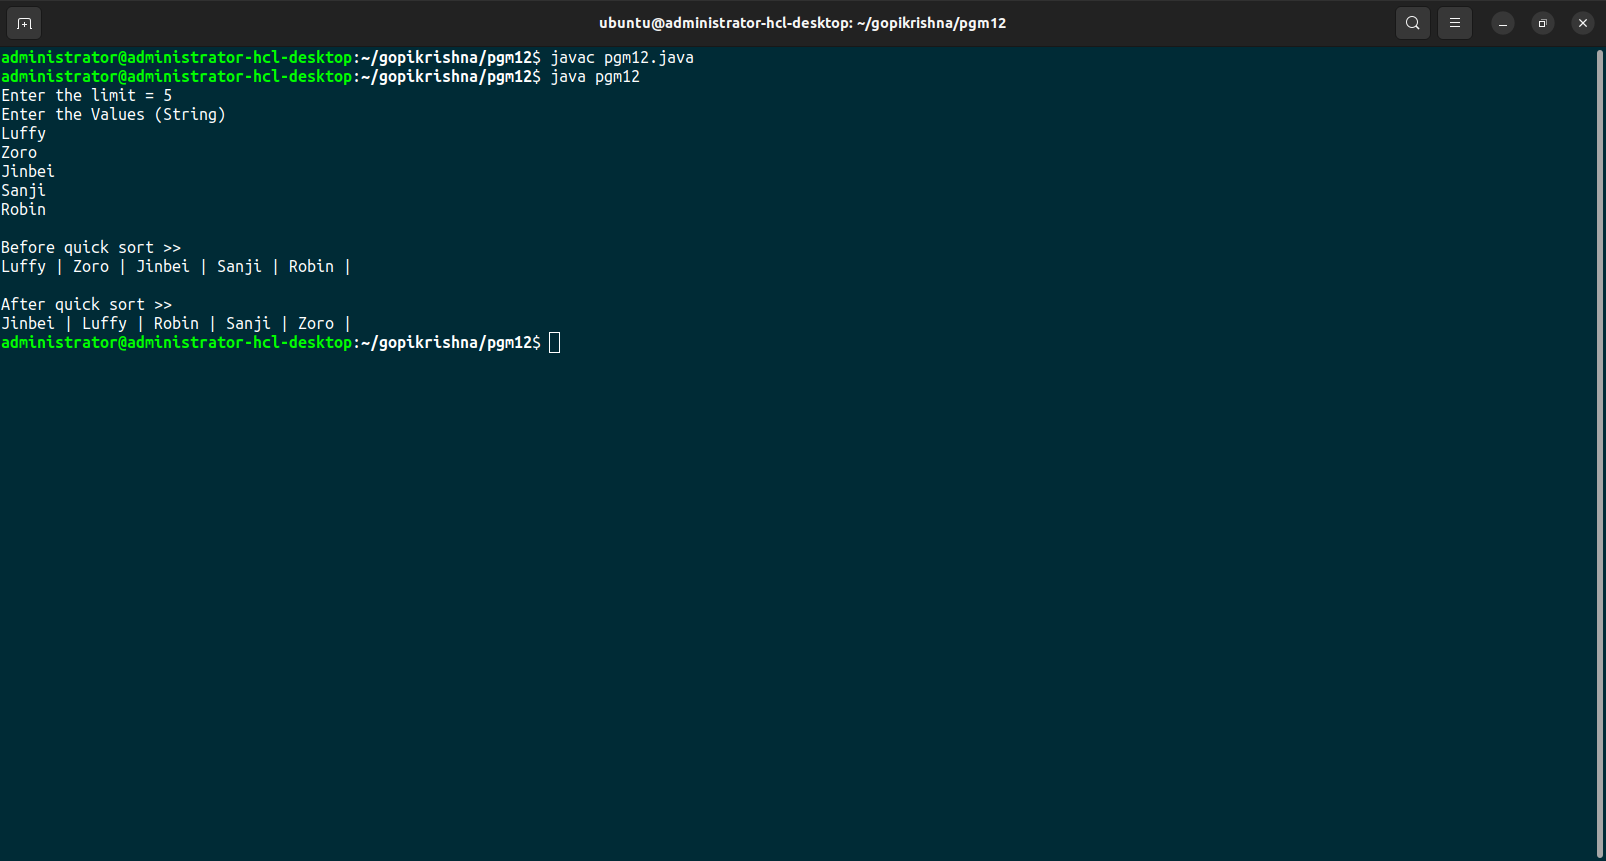 ubuntu@administrator-hcl-desktop: ~/gopikrishna/pgm12
administrator@administrator-hcl-desktop:~/gopikrishna/pgm12$ javac pgm12.java
administrator@administrator-hcl-desktop:~/gopikrishna/pgm12$ java pgm12
Enter the limit = 5
Enter the Values (String)
Luffy
Zoro
Jinbei
Sanji
Robin
Before quick sort >>
Luffy | Zoro | Jinbei | Sanji | Robin |
After quick sort >>
Jinbei | Luffy | Robin | Sanji | Zoro |
administrator@administrator-hcl-desktop:~/gopikrishna/pgm12$